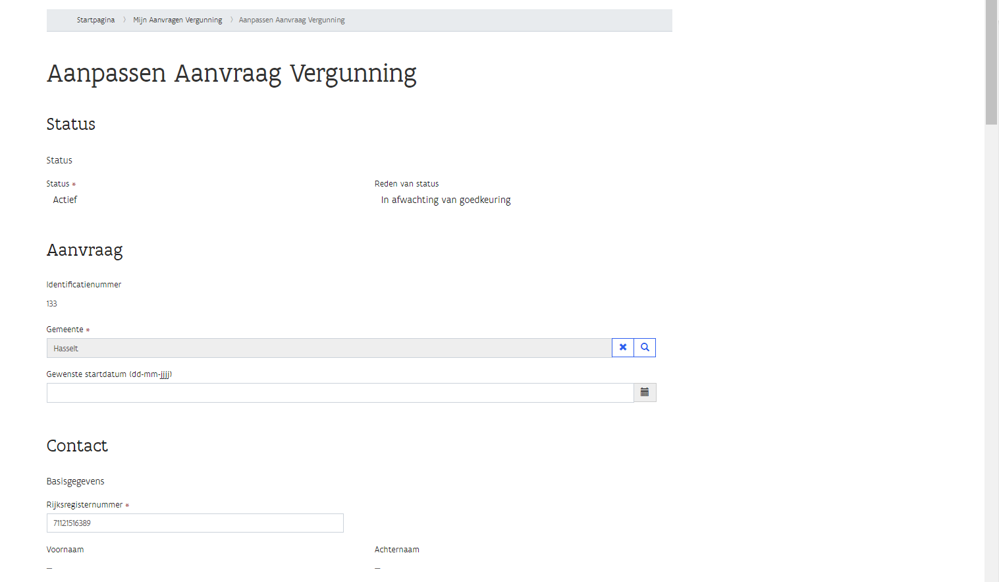 Startpagina 〉 Mijn Aanvragen Vergunning 〉 Aanpassen Aanvraag Vergunning
Aanpassen Aanvraag Vergunning
Status
Status
Status * Reden van status
Actief In afwachting van goedkeuring
Aanvraag
Identificatienummer
133
Gemeente *
Hasselt
Gewenste startdatum (dd-mm-jjjj)
Contact
Basisgegevens
Rijksregisternummer *
71121516389
Voornaam Achternaam
— —